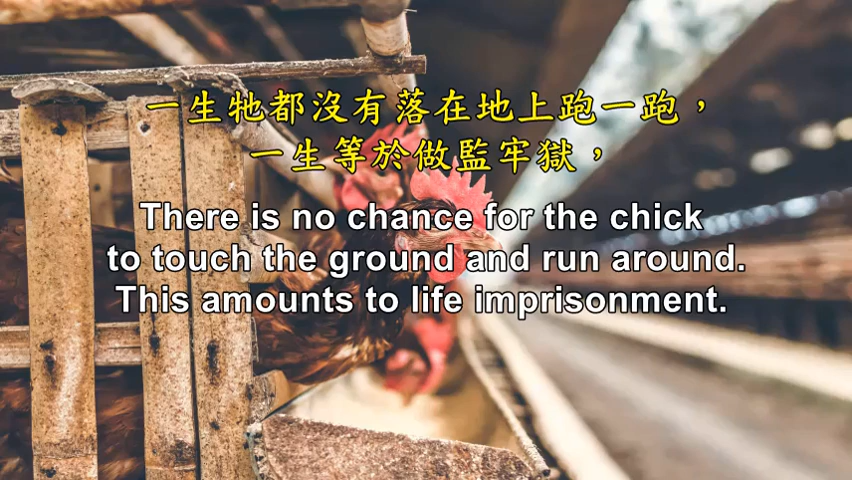 一生牠都沒有落在地上跑一跑，
一生等於做監牢獄，
There is no chance for the chick
to touch the ground and run around.
This amounts to life imprisonment.